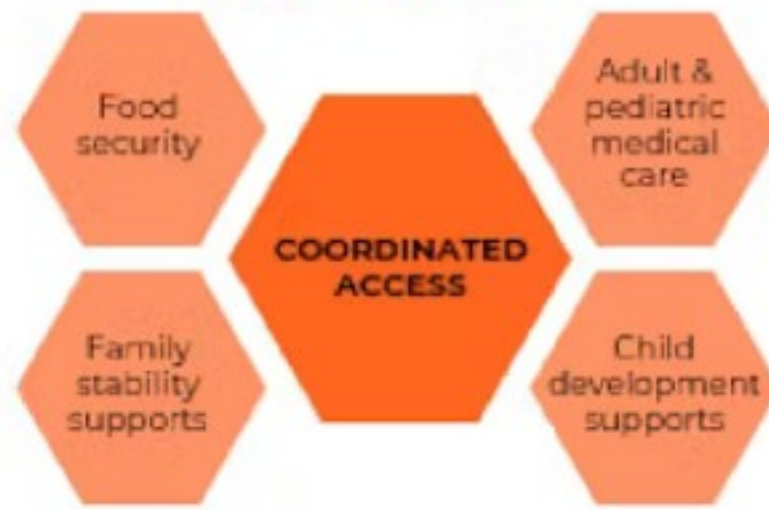 Food
security
Adult &
pediatric
medical
care
COORDINATED
ACCESS
Family
stability
supports
Child
development
supports